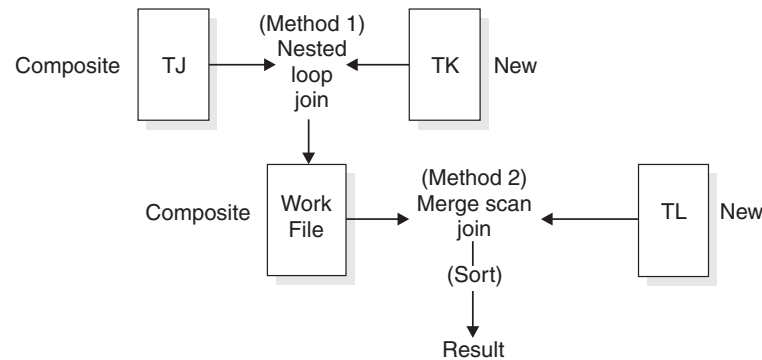 (Method 1)
Composite TJ Nested TK New
loop
join
(Method 2)
Composite Work Merge scan TL New
File join
(Sort)
Result